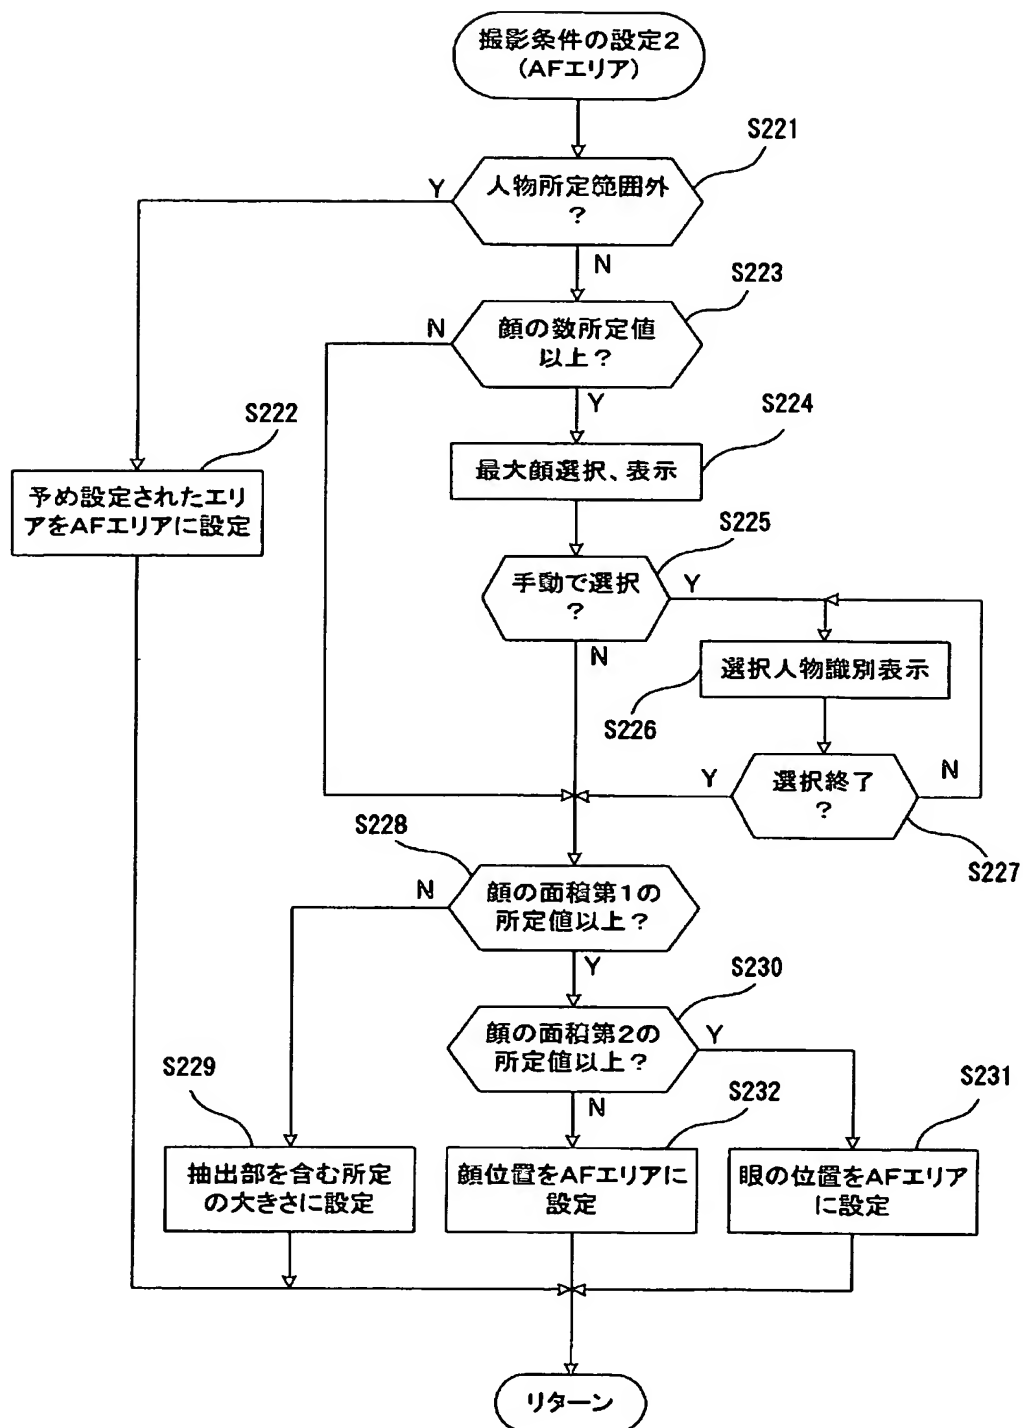 撮影条件の設定2
(AFエリア)
S221
人物所定範囲外
?
Y
N
S223
顔の数所定値
以上?
N
Y
S222
予め設定されたエリ
アをAFエリアに設定
S224
最大顔選択、表示
S225
手動で選択
?
Y
N
選択人物識別表示
S226
選択終了
?
Y
N
S227
S228
顔の面積第1の
所定値以上?
N
Y
S230
顔の面積第2の
所定値以上?
Y
N
S229
抽出部を含む所定
の大きさに設定
S232
顔位置をAFエリアに
設定
S231
眼の位置をAFエリア
に設定
リターン